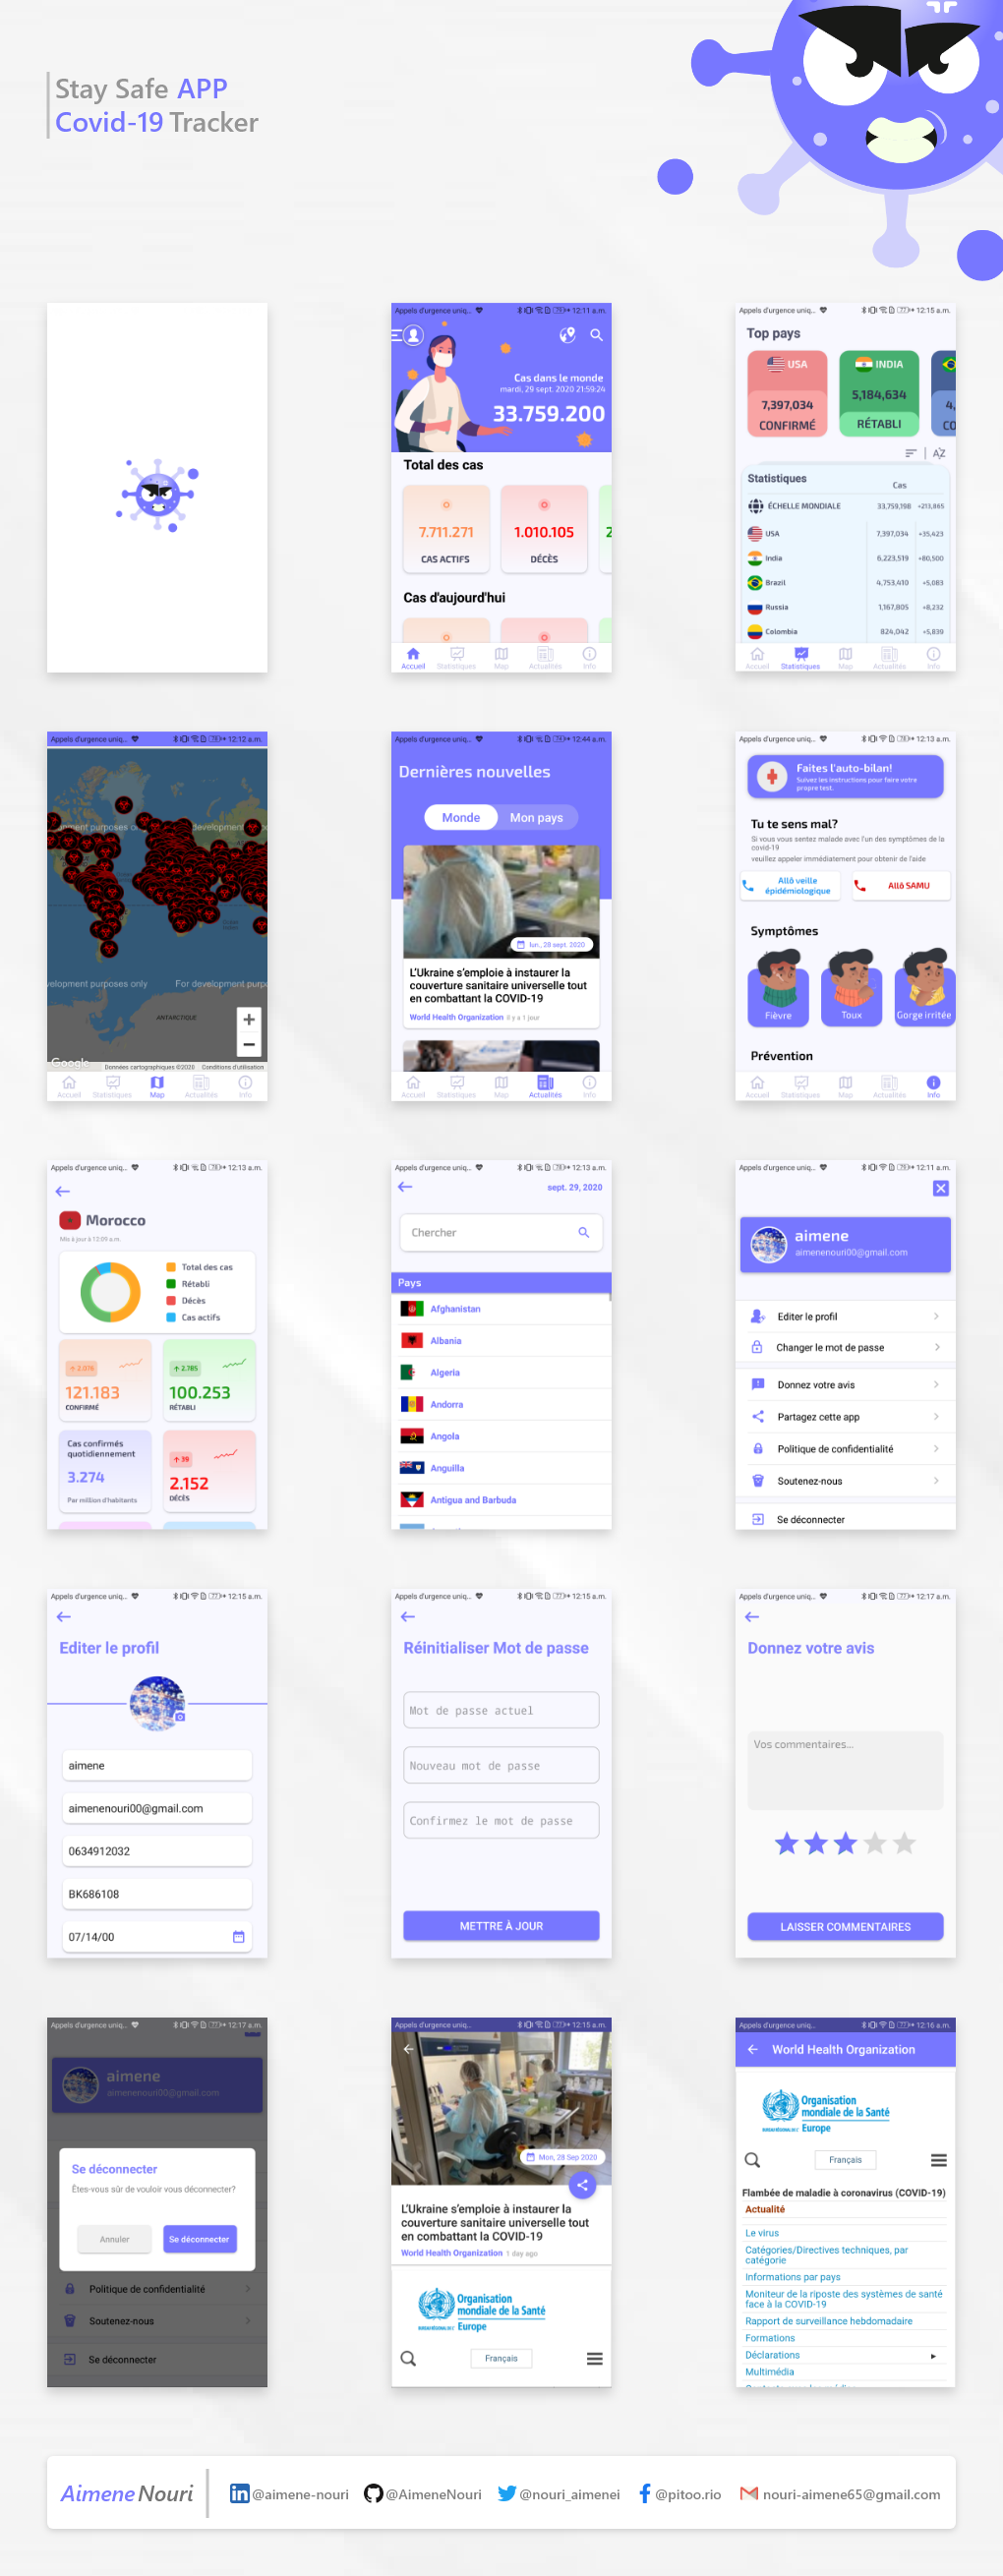 Stay Safe APP
Covid-19 Tracker
Appels d'urgence uniq... 12:11 a.m.
Cas dans le monde
mardi, 29 sept. 2020 21:59:24
33.759.200
Total des cas
7.711.271
CAS ACTIFS
1.010.105
DÉCÈS
2
Cas d'aujourd'hui
Accueil Statistiques Map Actualités Info
Appels d'urgence uniq... 12:15 a.m.
Top pays
USA
7,397,034
CONFIRMÉ
INDIA
5,184,634
RÉTABLI
4,
CO
AZ
Statistiques
Cas
ÉCHELLE MONDIALE 33,759,198 +213,865
USA 7,397,034 +35,423
India 6,223,519 +80,500
Brazil 4,753,410 +5,083
Russia 1,167,805 +8,232
Colombia 824,042 +5,839
Accueil Statistiques Map Actualités Info
Appels d'urgence uniq... 12:12 a.m.
For development purpo
ANTARCTIQUE
Google
Données cartographiques ©2020 Conditions d'utilisation
Accueil Statistiques Map Actualités Info
Appels d'urgence uniq... 12:44 a.m.
Dernières nouvelles
Monde Mon pays
lun., 28 sept. 2020
L'Ukraine s'emploie à instaurer la
couverture sanitaire universelle tout
en combattant la COVID-19
World Health Organization il y a 1 jour
Accueil Statistiques Map Actualités Info
Appels d'urgence uniq... 12:13 a.m.
Faites l'auto-bilan!
Suivez les instructions pour faire votre
propre test.
Tu te sens mal?
Si vous vous sentez malade avec l'un des symptômes de la
covid-19
veuillez appeler immédiatement pour obtenir de l'aide
Allô veille
épidémiologique
Allô SAMU
Symptômes
Fièvre
Toux
Gorge irritée
Prévention
Accueil Statistiques Map Actualités Info
Appels d'urgence uniq... 12:13 a.m.
Morocco
Mis à jour à 12:09 a.m.
Total des cas
Rétabli
Décès
Cas actifs
2.076
121.183
CONFIRMÉ
2.785
100.253
RÉTABLI
Cas confirmés
quotidiennement
3.274
Par million d'habitants
39
2.152
DÉCÈS
Appels d'urgence uniq... 12:13 a.m.
sept. 29, 2020
Chercher
Pays
Afghanistan
Albania
Algeria
Andorra
Angola
Anguilla
Antigua and Barbuda
Appels d'urgence uniq... 12:11 a.m.
aimene
aimenenouri00@gmail.com
Editer le profil
Changer le mot de passe
Donnez votre avis
Partagez cette app
Politique de confidentialité
Soutenez-nous
Se déconnecter
Appels d'urgence uniq... 12:15 a.m.
Editer le profil
aimene
aimenenouri00@gmail.com
0634912032
BK686108
07/14/00
Appels d'urgence uniq... 12:15 a.m.
Réinitialiser Mot de passe
Mot de passe actuel
Nouveau mot de passe
Confirmez le mot de passe
METTRE À JOUR
Appels d'urgence uniq... 12:17 a.m.
Donnez votre avis
Vos commentaires...
LAISSER COMMENTAIRES
Appels d'urgence uniq... 12:17 a.m.
aimene
aimenenouri00@gmail.com
Se déconnecter
Êtes-vous sûr de vouloir vous déconnecter?
Annuler Se déconnecter
Politique de confidentialité
Soutenez-nous
Se déconnecter
Appels d'urgence uniq... 12:15 a.m.
Mon, 28 Sep 2020
L'Ukraine s'emploie à instaurer la
couverture sanitaire universelle tout
en combattant la COVID-19
World Health Organization 1 day ago
Organisation
mondiale de la Santé
Europe
Français
Appels d'urgence uniq... 12:16 a.m.
World Health Organization
Organisation
mondiale de la Santé
Europe
Français
Flambée de maladie à coronavirus (COVID-19)
Actualité
Le virus
Catégories/Directives techniques, par
catégorie
Informations par pays
Moniteur de la riposte des systèmes de santé
face à la COVID-19
Rapport de surveillance hebdomadaire
Formations
Déclarations
Multimédia
Aimene Nouri
@aimene-nouri @AimeneNouri @nouri_aimenei @pitoo.rio nouri-aimene65@gmail.com